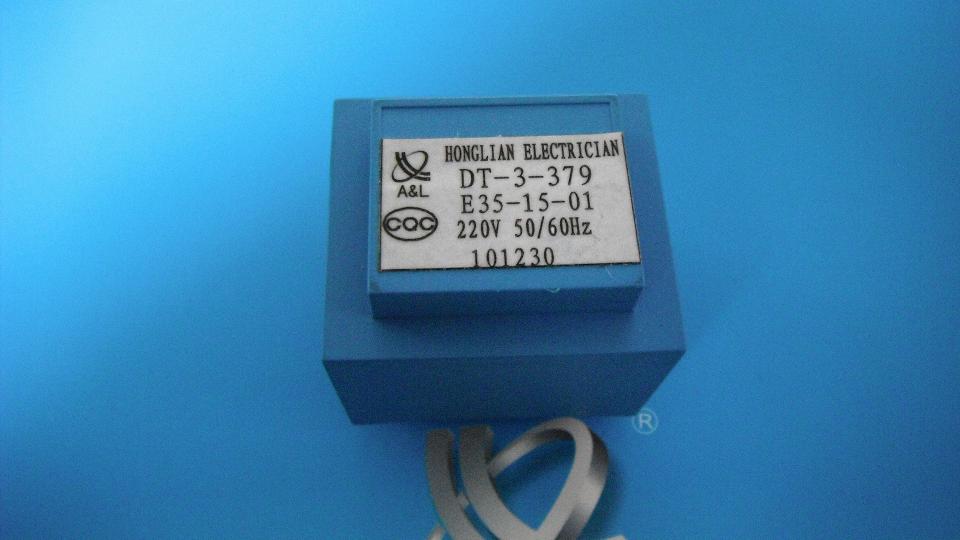 HONGLIAN ELECTRICIAN
DT-3-379
A&L
E35-15-01
CQC
220V 50/60Hz
101230
®